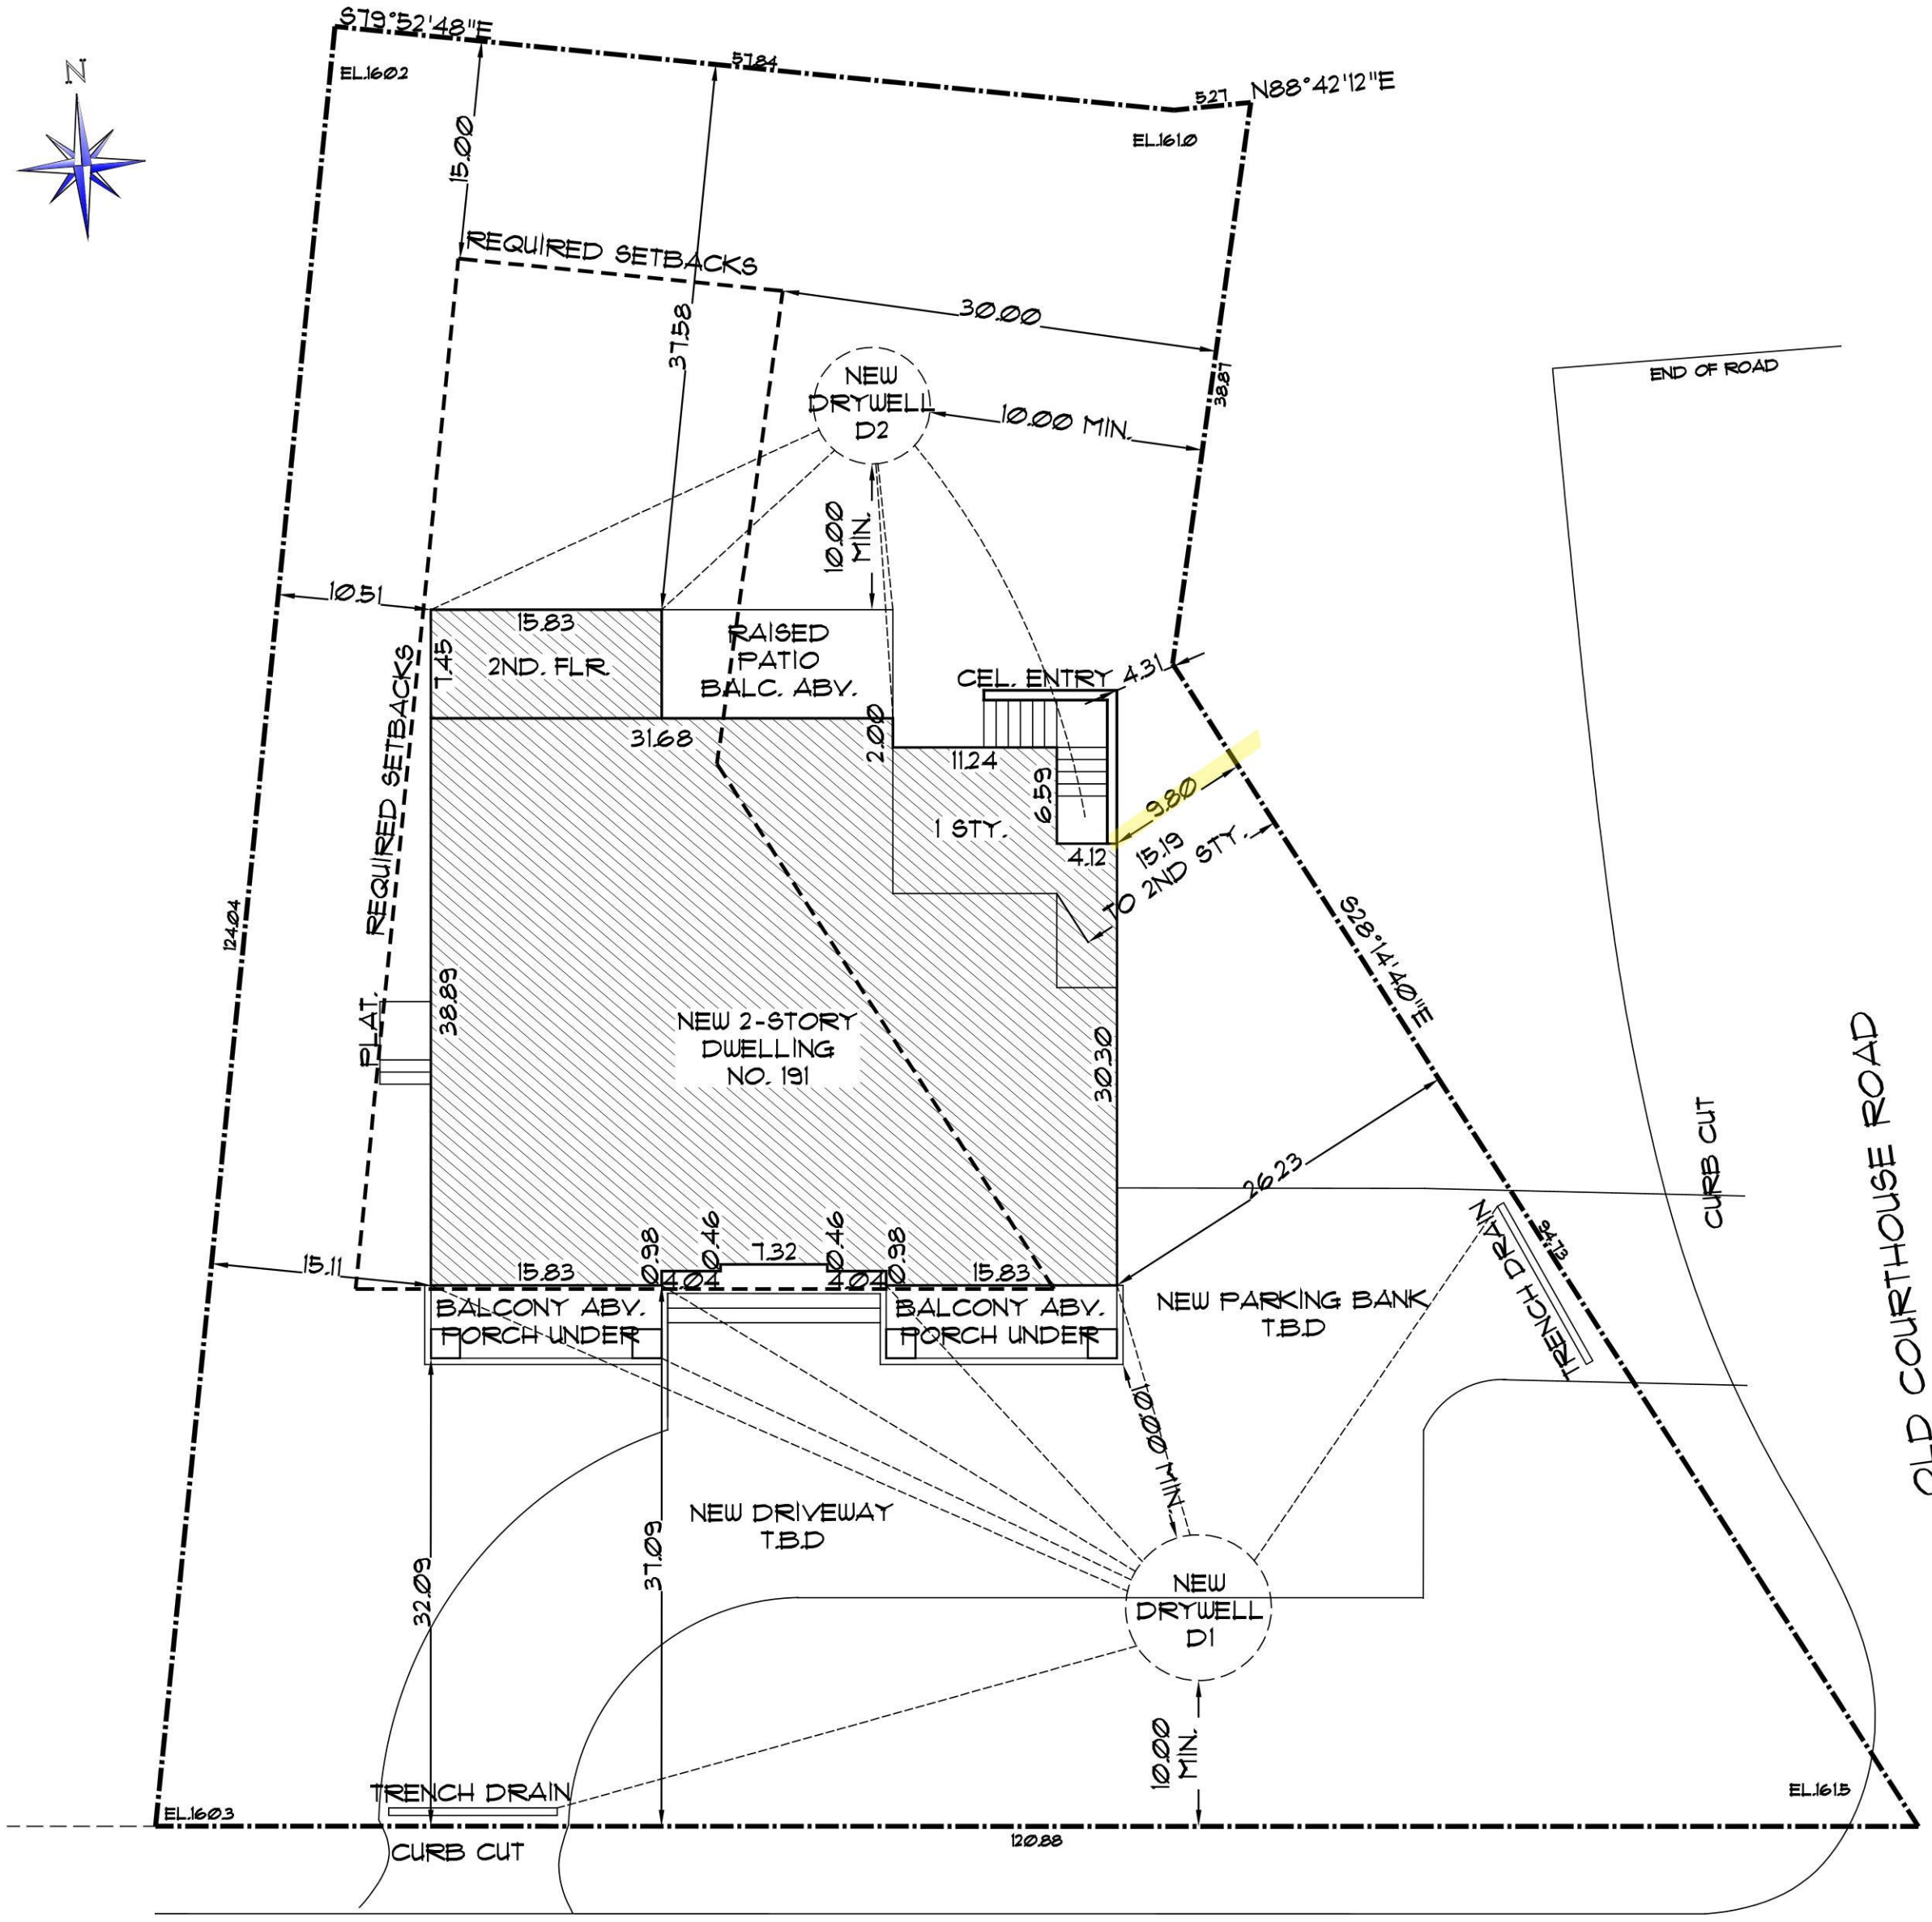 S79°52'48"E
57.84
5.27
N88°42'12"E
N
EL.160.2
EL.161.0
15.00
REQUIRED SETBACKS
37.58
30.00
38.87
END OF ROAD
NEW
DRYWELL
D2
10.00 MIN.
10.00
MIN.
10.51
15.83
7.45
2ND. FLR.
RAISED
PATIO
BALC. ABV.
CEL. ENTRY
4.31
REQUIRED SETBACKS
31.68
2.00
11.24
6.59
9.80
1 STY.
4.12
15.19
TO 2ND STY.
S28°14'40"E
124.04
38.89
PLAT.
NEW 2-STORY
DWELLING
NO. 191
30.30
OLD COURTHOUSE ROAD
CURB CUT
26.23
94.73
TRENCH DRAIN
15.11
15.83
0.98
4.04
0.46
7.32
0.46
4.04
0.98
15.83
BALCONY ABV.
PORCH UNDER
BALCONY ABV.
PORCH UNDER
NEW PARKING BANK
T.B.D
10.00 MIN.
NEW DRIVEWAY
T.B.D
32.09
37.09
NEW
DRYWELL
D1
10.00
MIN.
TRENCH DRAIN
EL.160.3
EL.161.5
120.88
CURB CUT